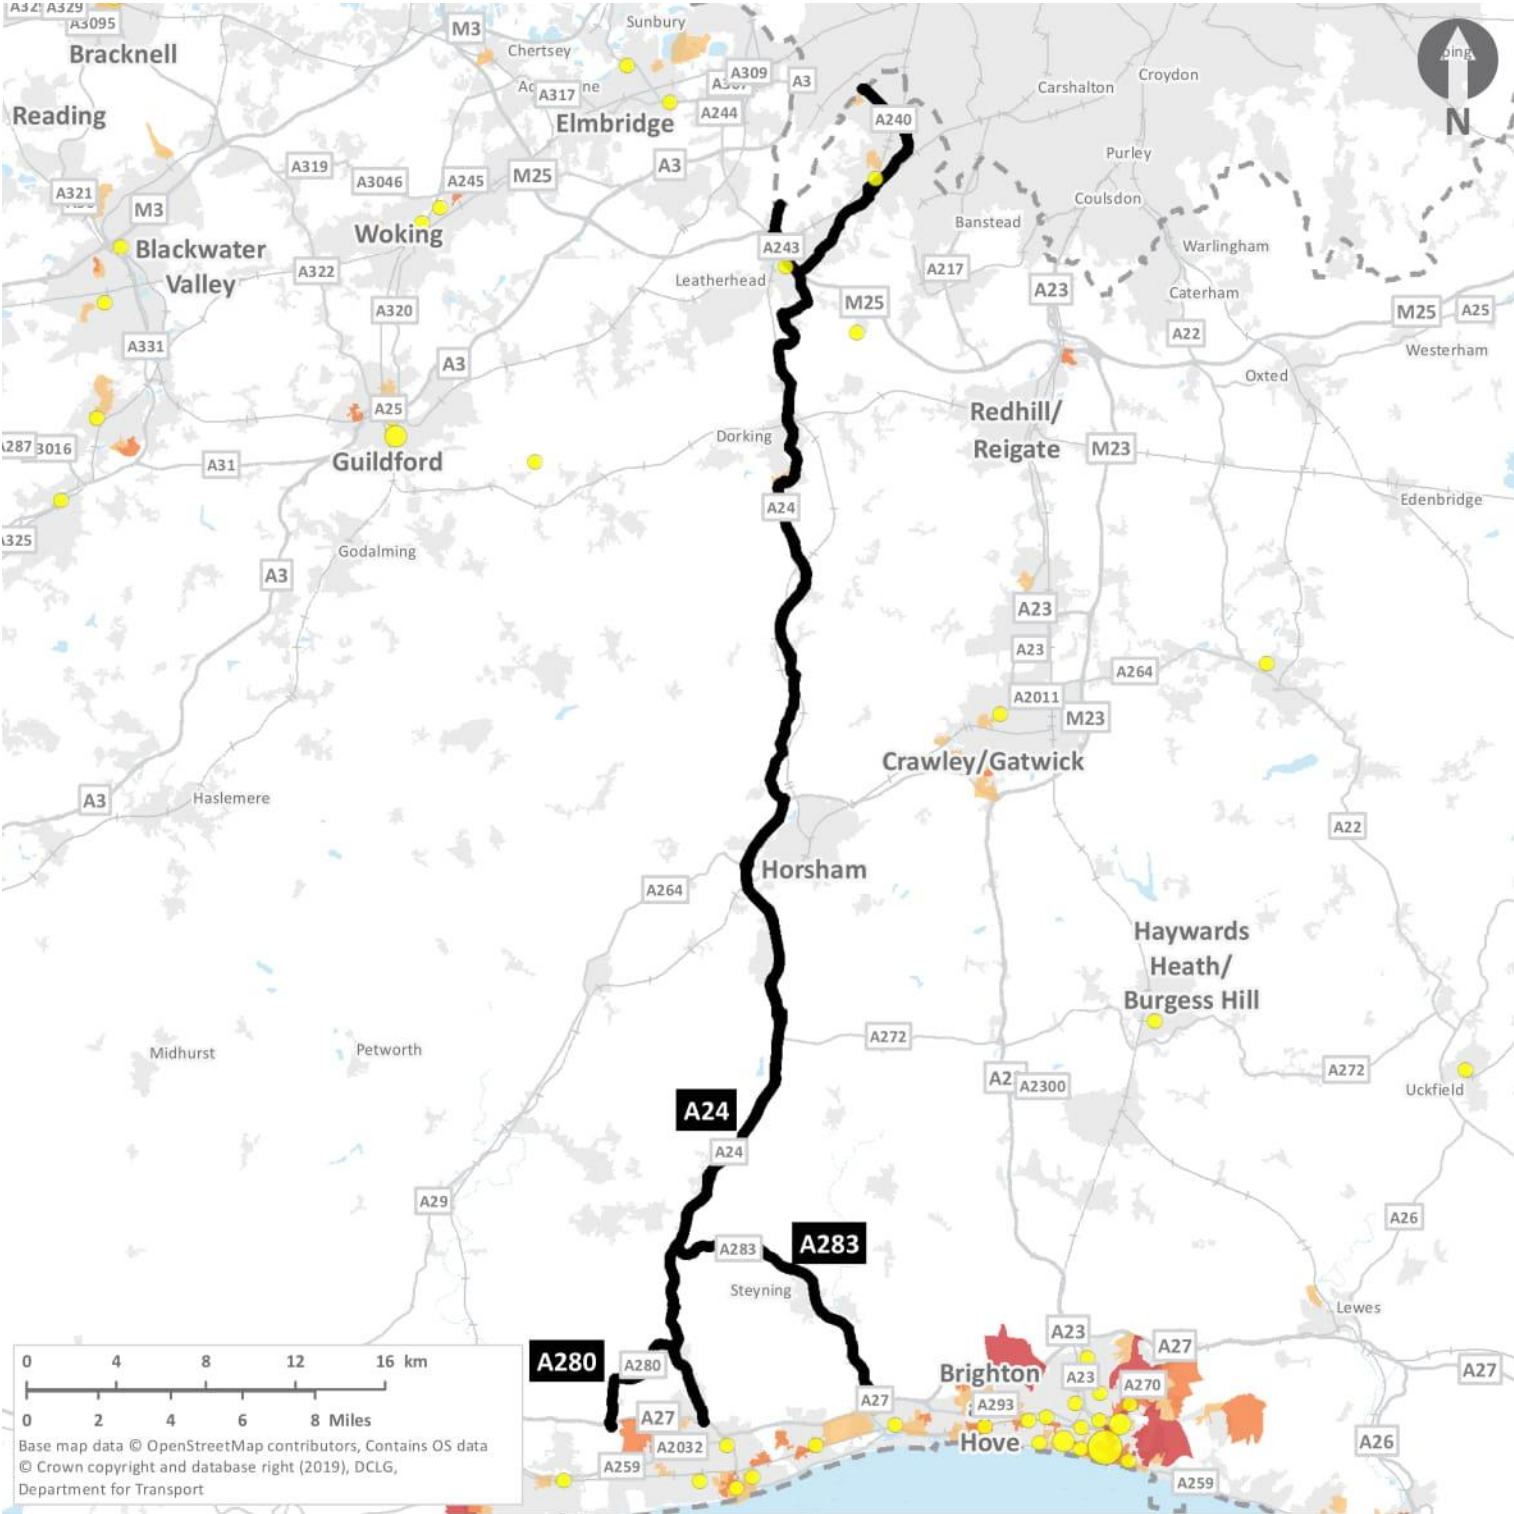 A329
A3095
Bracknell
M3
Sunbury
Chertsey
Reading
A317
A309
A3
A244
Elmbridge
A240
Carshalton
Croydon
N
A319
A3046
A245
M25
A3
Purley
A321
M3
Woking
Coulsdon
Banstead
Blackwater
Valley
A322
A243
Leatherhead
A217
Warlingham
A23
Caterham
A320
M25
A22
M25
A25
A331
A3
Westerham
Oxted
A25
Redhill/
Reigate
Dorking
3016
A31
Guildford
M23
A24
Edenbridge
Godalming
A3
A23
A23
A264
A2011
M23
Crawley/Gatwick
A3
Haslemere
A22
Horsham
A264
Haywards
Heath/
Burgess Hill
A272
Midhurst
Petworth
A272
A2300
Uckfield
A24
A24
A29
A26
A283
A283
Steyning
Lewes
A23
A27
A280
A280
Brighton
A23
A270
A27
A27
A293
A27
A2032
Hove
A26
A259
A259
0 4 8 12 16 km
0 2 4 6 8 Miles
Base map data © OpenStreetMap contributors, Contains OS data
© Crown copyright and database right (2019), DCLG,
Department for Transport